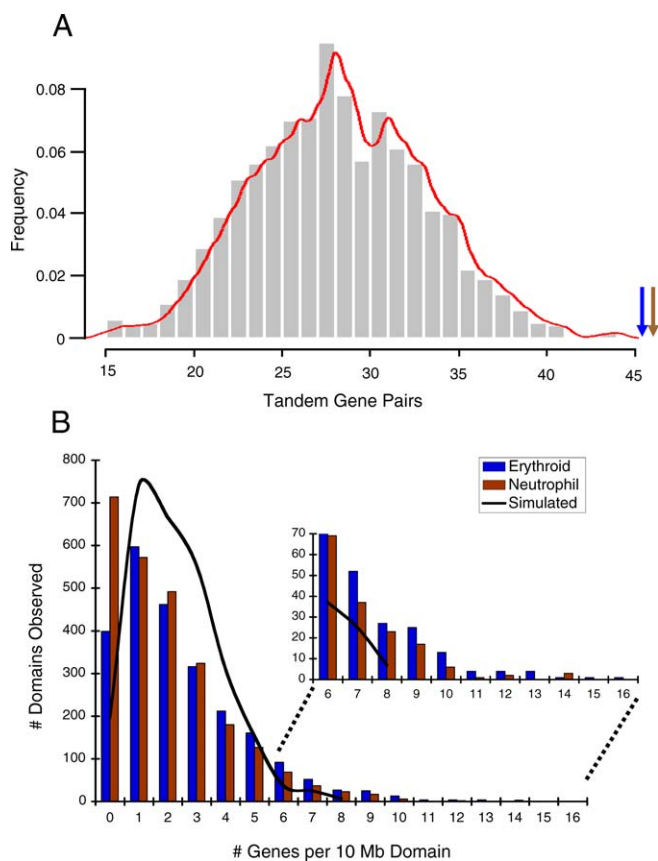 A
Frequency
0.08
0.06
0.04
0.02
0
15 20 25 30 35 40 45
Tandem Gene Pairs
B
# Domains Observed
800
700
600
500
400
300
200
100
0
0 1 2 3 4 5 6 7 8 9 10 11 12 13 14 15 16
# Genes per 10 Mb Domain
Erythroid
Neutrophil
Simulated
70
60
50
40
30
20
10
0
6 7 8 9 10 11 12 13 14 15 16